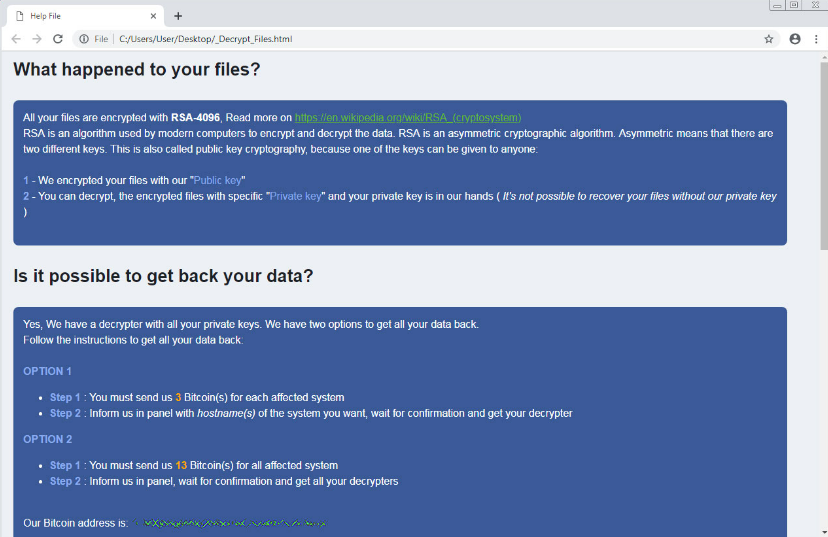 Help File
File
C:/Users/User/Desktop/_Decrypt_Files.html
What happened to your files?
All your files are encrypted with RSA-4096, Read more on https://en.wikipedia.org/wiki/RSA_(cryptosystem)
RSA is an algorithm used by modern computers to encrypt and decrypt the data. RSA is an asymmetric cryptographic algorithm. Asymmetric means that there are
two different keys. This is also called public key cryptography, because one of the keys can be given to anyone:
1 - We encrypted your files with our "Public key"
2 - You can decrypt, the encrypted files with specific "Private key" and your private key is in our hands ( It's not possible to recover your files without our private key
)
Is it possible to get back your data?
Yes, We have a decrypter with all your private keys. We have two options to get all your data back.
Follow the instructions to get all your data back:
OPTION 1
Step 1 : You must send us 3 Bitcoin(s) for each affected system
Step 2 : Inform us in panel with hostname(s) of the system you want, wait for confirmation and get your decrypter
OPTION 2
Step 1 : You must send us 13 Bitcoin(s) for all affected system
Step 2 : Inform us in panel, wait for confirmation and get all your decrypters
Our Bitcoin address is: